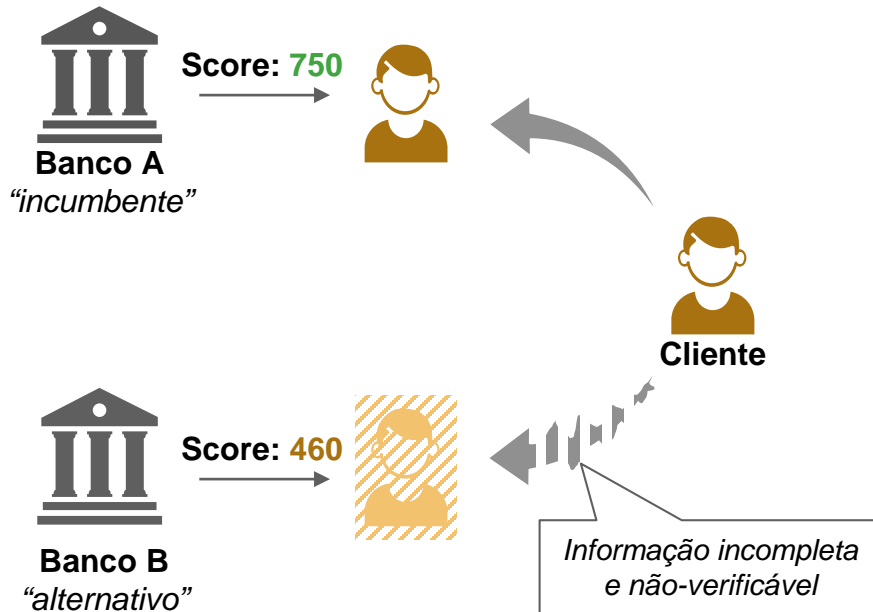 Score: 750
Banco A
“incumbente”
Cliente
Score: 460
Banco B
“alternativo”
Informação incompleta
e não-verificável